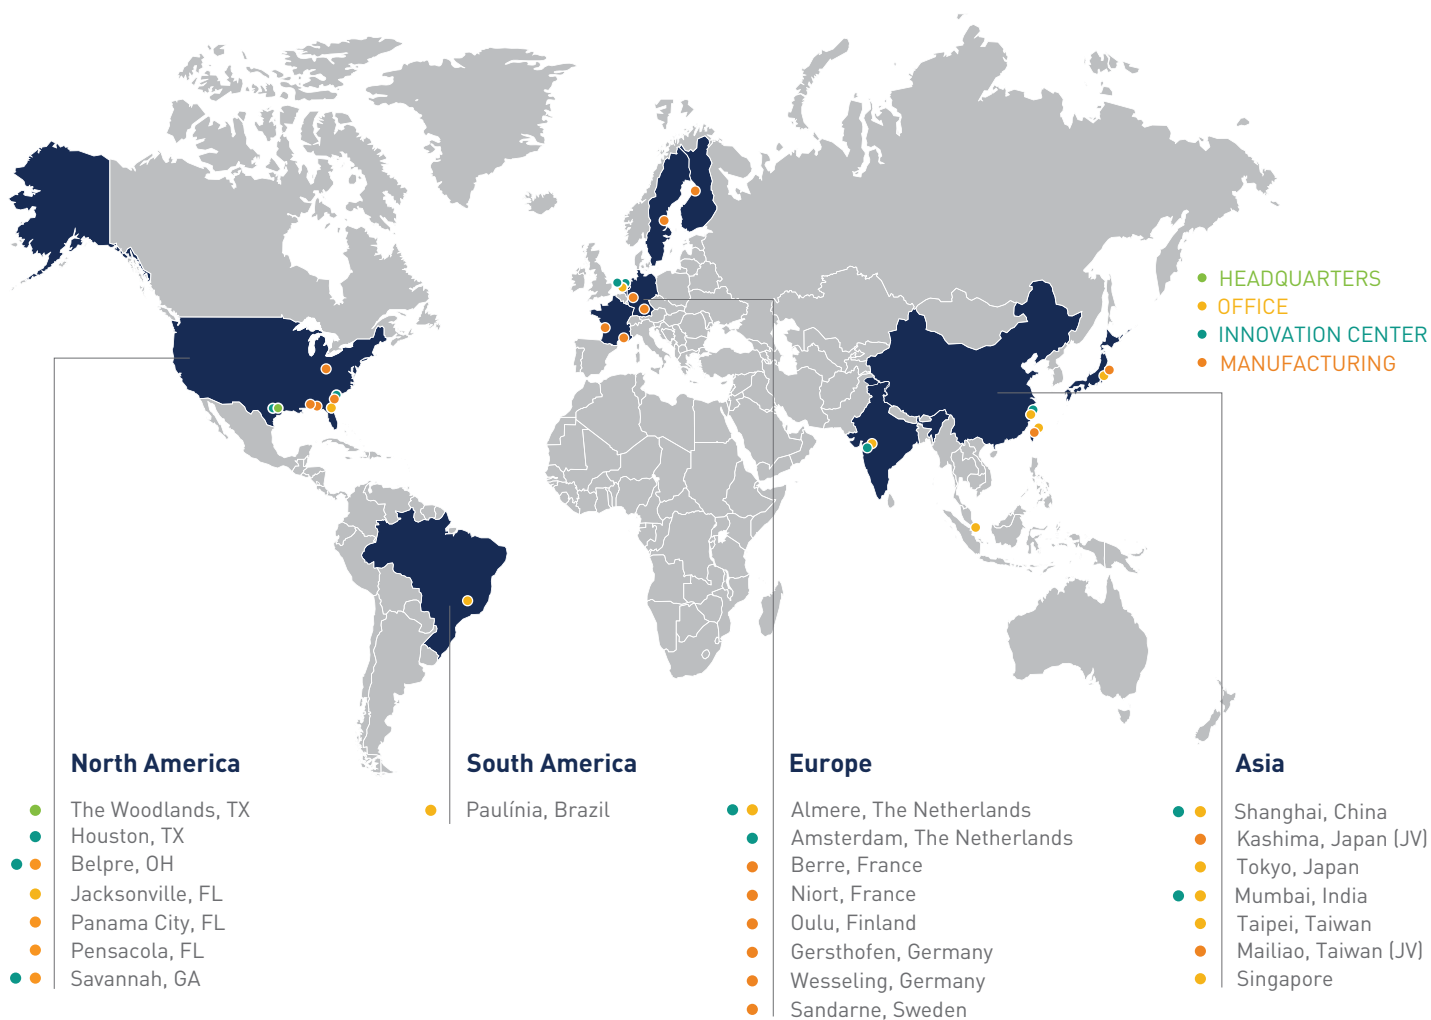 HEADQUARTERS
OFFICE
INNOVATION CENTER
MANUFACTURING
North America
The Woodlands, TX
Houston, TX
Belpre, OH
Jacksonville, FL
Panama City, FL
Pensacola, FL
Savannah, GA
South America
Paulínia, Brazil
Europe
Almere, The Netherlands
Amsterdam, The Netherlands
Berre, France
Niort, France
Oulu, Finland
Gersthofen, Germany
Wesseling, Germany
Sandarne, Sweden
Asia
Shanghai, China
Kashima, Japan (JV)
Tokyo, Japan
Mumbai, India
Taipei, Taiwan
Mailiao, Taiwan (JV)
Singapore